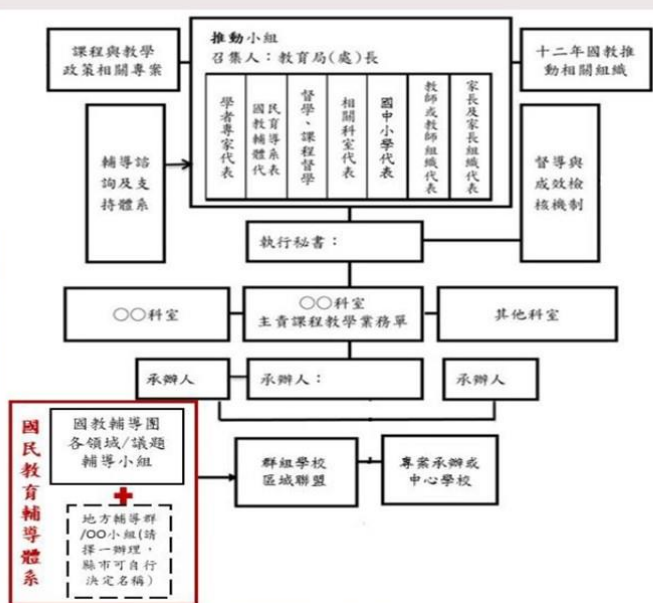 課程與教學
政策相關專案
推動小組
召集人：教育局(處)長
十二年國教推
動相關組織
學者專家代表
國民
教育
輔導
體系
代表
督學、課程督學
相關科室代表
國中小學代表
教師或教師組織代表
家長及家長組織代表
輔導諮
詢及支
持體系
督導與
成效檢
核機制
執行秘書：
〇〇科室
〇〇科室
主責課程教學業務單
其他科室
承辦人
承辦人：
承辦人
國民教育輔導體系
國教輔導團
各領域/議題
輔導小組
地方輔導群
/OO小組(請
擇一辦理，
縣市可自行
決定名稱)
群組學校
區域聯盟
專案承辦或
中心學校